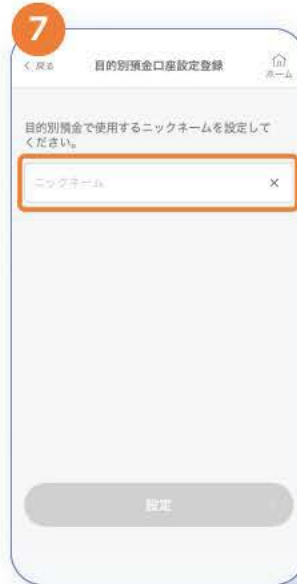 7
< 戻る 目的別預金口座設定登録 ホーム
目的別預金で使用するニックネームを設定して
ください。
ニックネーム ×
設定